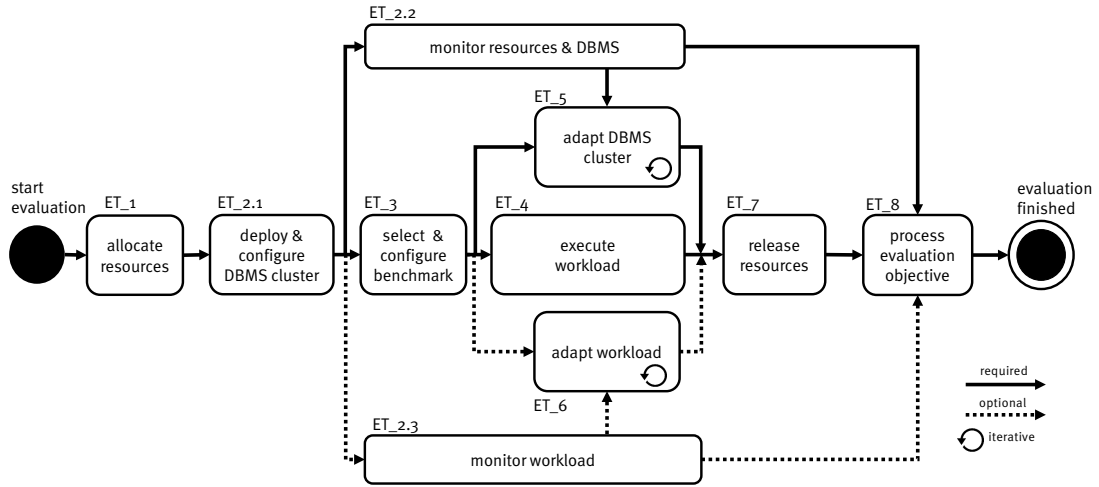 ET_2.2
monitor resources & DBMS
ET_5
adapt DBMS
cluster
start
evaluation
ET_1
allocate
resources
ET_2.1
deploy &
configure
DBMS cluster
ET_3
select &
configure
benchmark
ET_4
execute
workload
ET_7
release
resources
ET_8
process
evaluation
objective
evaluation
finished
adapt workload
ET_6
ET_2.3
monitor workload
required
optional
iterative